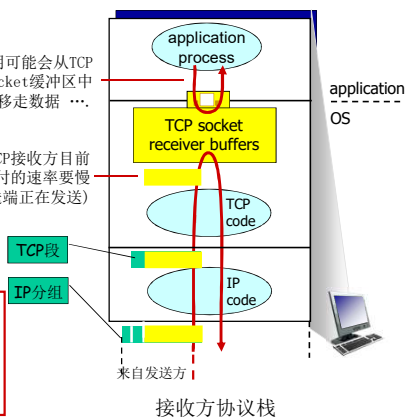 application
process
用可能会从TCP
cket缓冲区中
移走数据 ….
application
OS
TCP socket
receiver buffers
CP接收方目前
付的速率要慢
送端正在发送)
TCP
code
TCP段
IP
code
IP分组
来自发送方
接收方协议栈